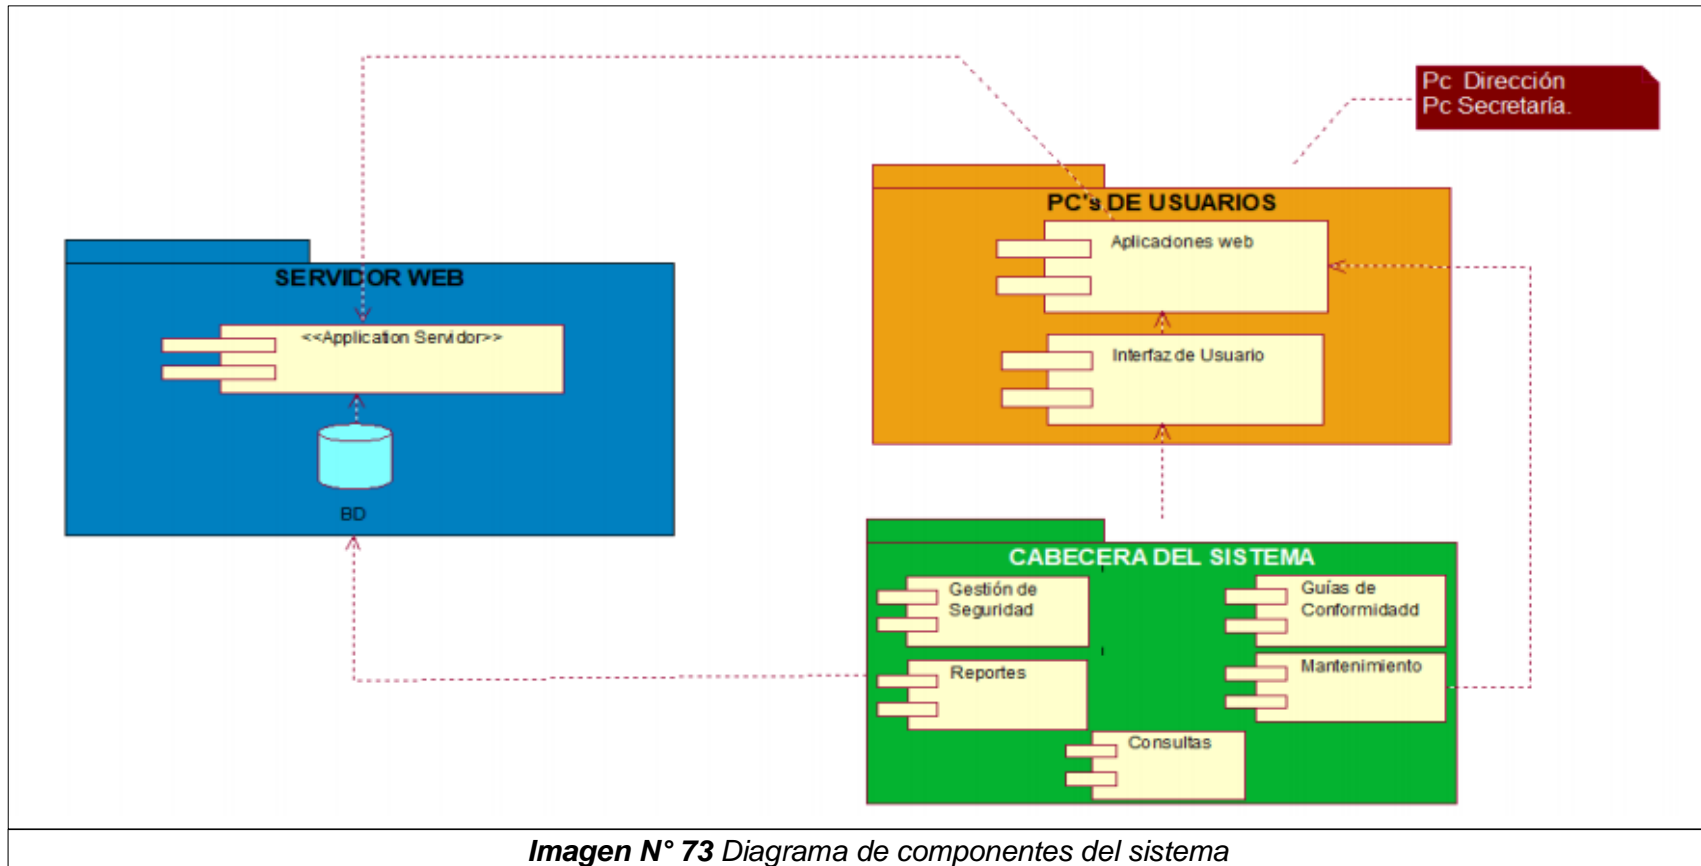 Pc Dirección
Pc Secretaría.
PC's DE USUARIOS
Aplicaciones web
Interfaz de Usuario
SERVIDOR WEB
<<Application Servidor>>
BD
CABECERA DEL SISTEMA
Gestión de
Seguridad
Guías de
Conformidadd
Reportes
Mantenimiento
Consultas
Imagen N° 73 Diagrama de componentes del sistema